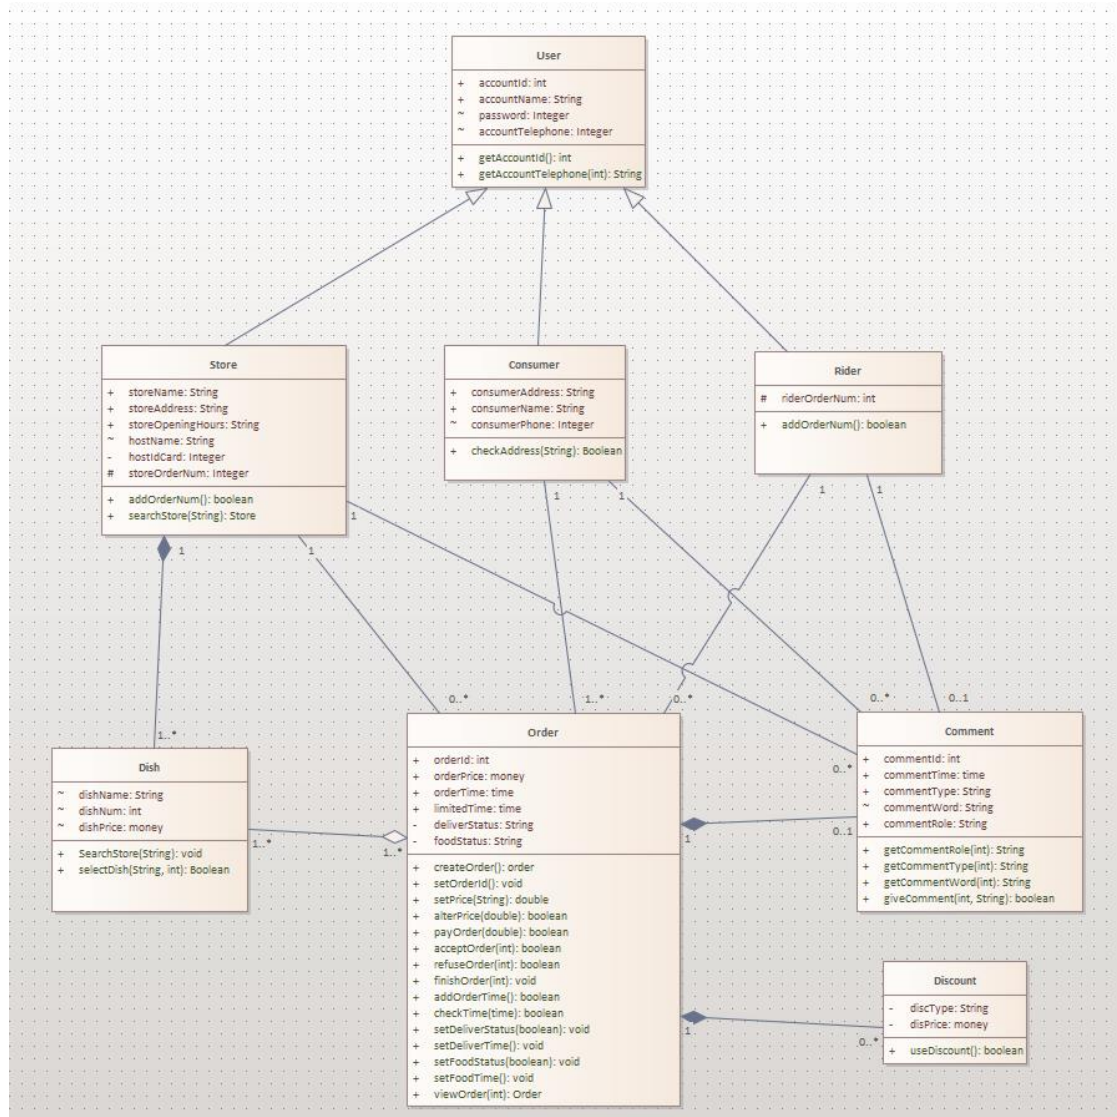 User
+ accountId: int
+ accountName: String
~ password: Integer
~ accountTelephone: Integer
+ getAccountId(): int
+ getAccountTelephone(int): String
Store
+ storeName: String
+ storeAddress: String
+ storeOpeningHours: String
~ hostName: String
- hostIdCard: Integer
# storeOrderNum: Integer
+ addOrderNum(): boolean
+ searchStore(String): Store
Consumer
+ consumerAddress: String
+ consumerName: String
~ consumerPhone: Integer
+ checkAddress(String): Boolean
Rider
# riderOrderNum: int
+ addOrderNum(): boolean
1
1
1
1
1
1
1
1..*
0..*
1..*
0..*
0..*
0..1
Dish
~ dishName: String
~ dishNum: int
~ dishPrice: money
+ SearchStore(String): void
+ selectDish(String, int): Boolean
1..*
1..*
Order
+ orderId: int
+ orderPrice: money
+ orderTime: time
+ limitedTime: time
- deliverStatus: String
- foodStatus: String
+ createOrder(): order
+ setOrderId(): void
+ setPrice(String): double
+ alterPrice(double): boolean
+ payOrder(double): boolean
+ acceptOrder(int): boolean
+ refuseOrder(int): boolean
+ finishOrder(int): void
+ addOrderTime(): boolean
+ checkTime(time): boolean
+ setDeliverStatus(boolean): void
+ setDeliverTime(): void
+ setFoodStatus(boolean): void
+ setFoodTime(): void
+ viewOrder(int): Order
0..*
1
0..1
Comment
+ commentId: int
+ commentTime: time
+ commentType: String
~ commentWord: String
+ commentRole: String
+ getCommentRole(int): String
+ getCommentType(int): String
+ getCommentWord(int): String
+ giveComment(int, String): boolean
1
0..*
Discount
- discType: String
- disPrice: money
+ useDiscount(): boolean